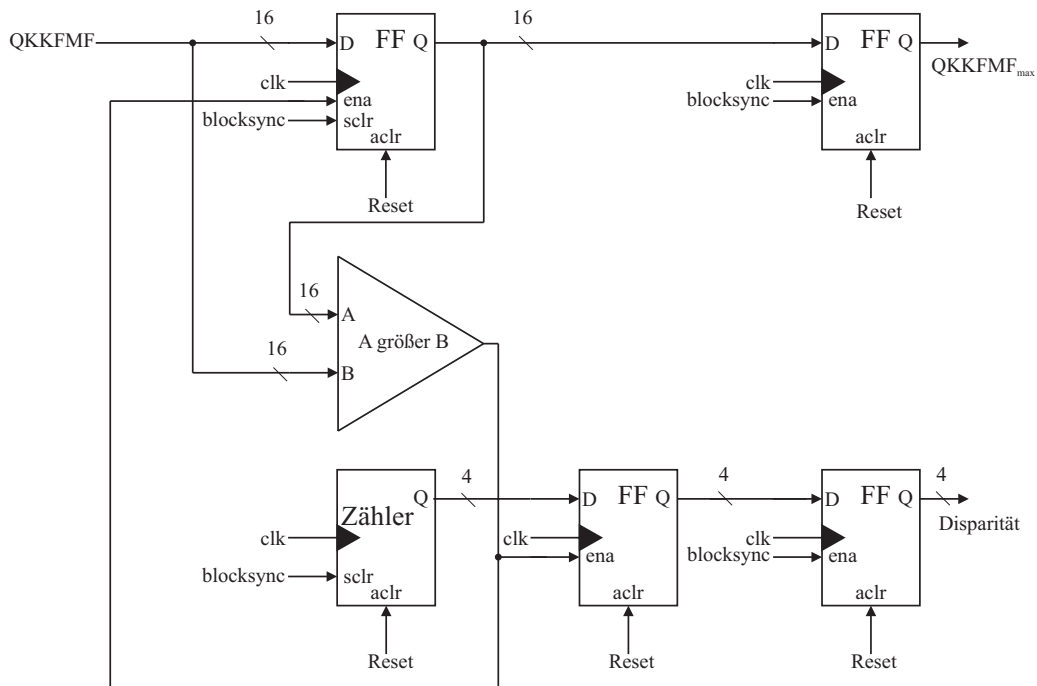 QKKFMF
16
D
FF
Q
16
D
FF
Q
QKKFMFmax
clk
ena
blocksync
sclr
aclr
Reset
clk
blocksync
ena
aclr
Reset
16
A
A größer B
16
B
Zähler
Q
4
clk
blocksync
sclr
aclr
Reset
D
FF
Q
4
clk
ena
aclr
Reset
D
FF
Q
4
Disparität
clk
blocksync
ena
aclr
Reset